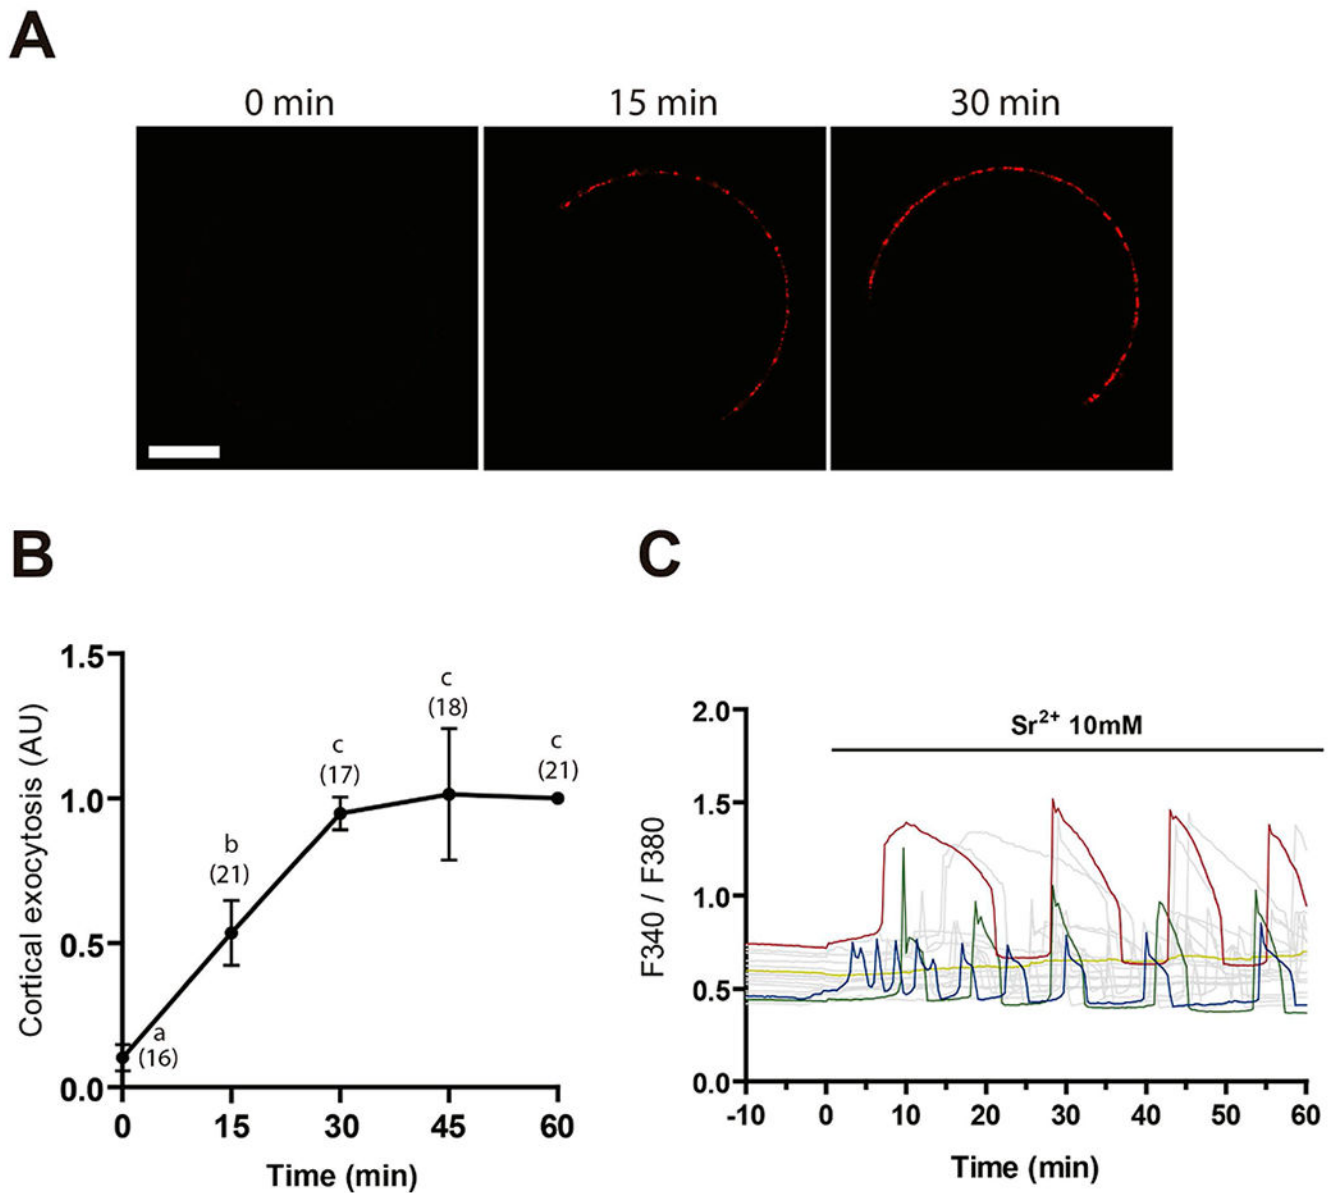 A
0 min 15 min 30 min
B
C
Cortical exocytosis (AU)
1.5
1.0
0.5
0.0
a
(16)
b
(21)
c
(17)
c
(18)
c
(21)
0 15 30 45 60
Time (min)
F340 / F380
2.0
1.5
1.0
0.5
0.0
Sr²⁺ 10mM
-10 0 10 20 30 40 50 60
Time (min)